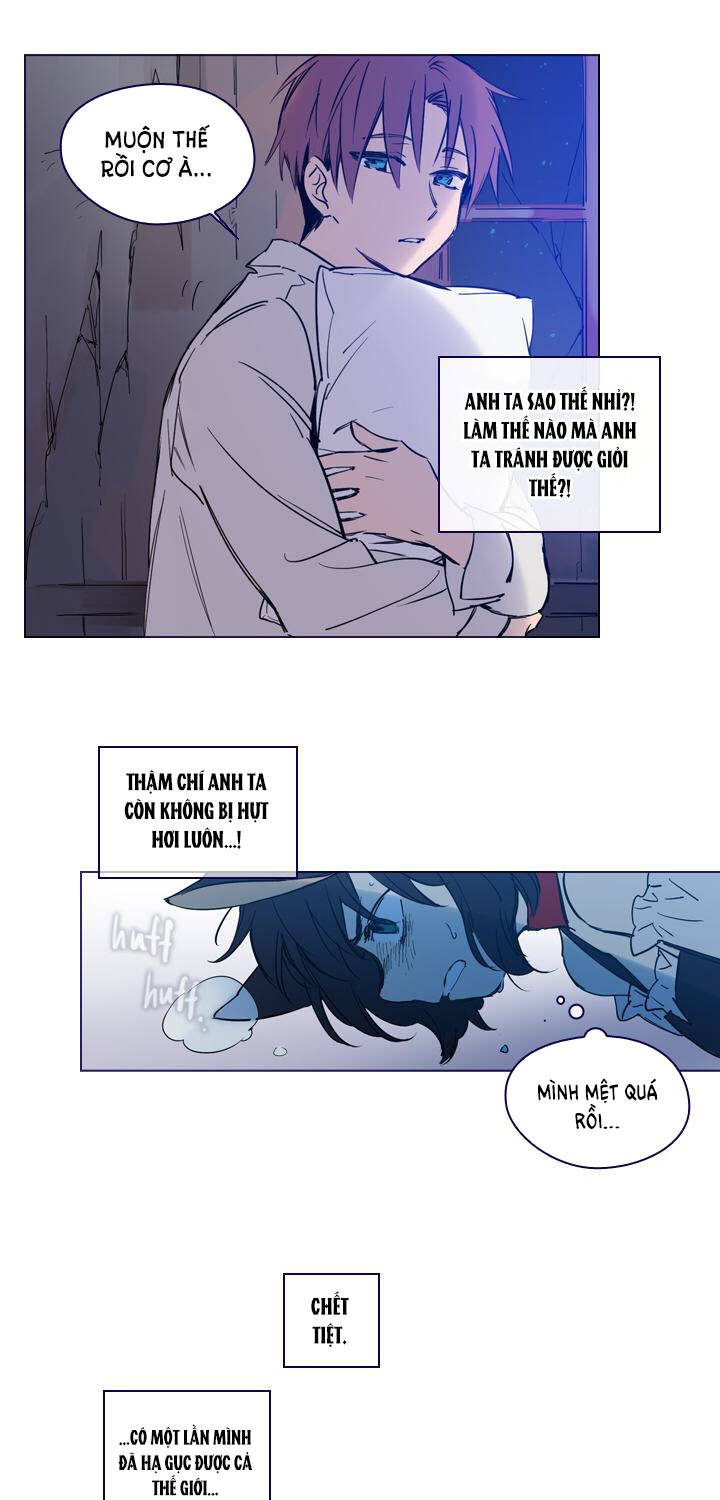 MUỘN THẾ
RỒI CƠ À...
ANH TA SAO THẾ NHỈ?!
LÀM THẾ NÀO MÀ ANH
TA TRÁNH ĐƯỢC GIỎI
THẾ?!
THẬM CHÍ ANH TA
CÒN KHÔNG BỊ HỤT
HƠI LUÔN...!
huff
huff.
MÌNH MỆT QUÁ
RỒI...
CHẾT
TIỆT.
...CÓ MỘT LẦN MÌNH
ĐÃ HẠ GỤC ĐƯỢC CẢ
THẾ GIỚI...